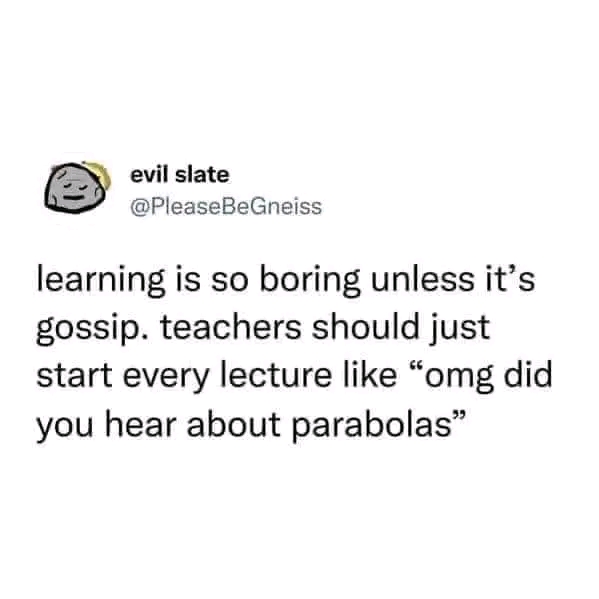 evil slate
@PleaseBeGneiss
learning is so boring unless it’s
gossip. teachers should just
start every lecture like “omg did
you hear about parabolas”